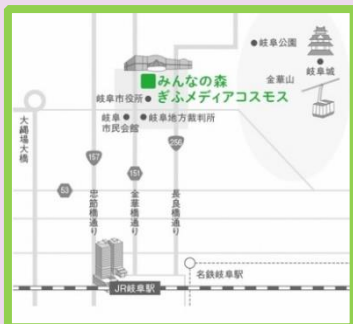 岐阜公園
金華山
岐阜城
みんなの森
ぎふメディアコスモス
岐阜市役所
岐阜
市民会館
岐阜地方裁判所
大縄場大橋
157
256
151
53
忠節橋通り
金華橋通り
長良橋通り
名鉄岐阜駅
JR岐阜駅